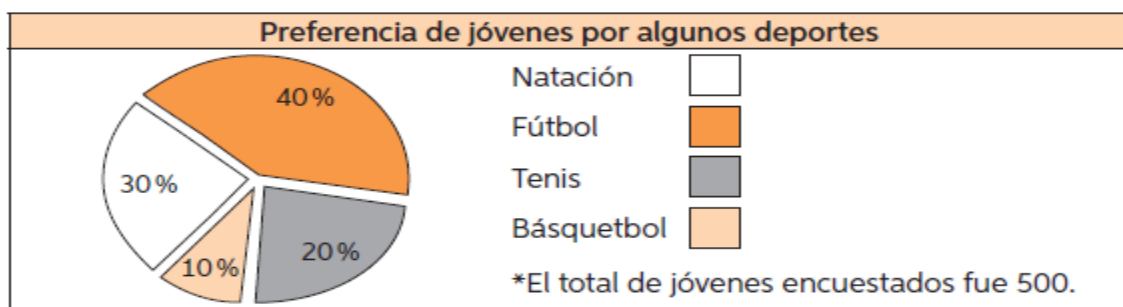 Preferencia de jóvenes por algunos deportes
40 %
30 %
10 %
20 %
Natación
Fútbol
Tenis
Básquetbol
*El total de jóvenes encuestados fue 500.